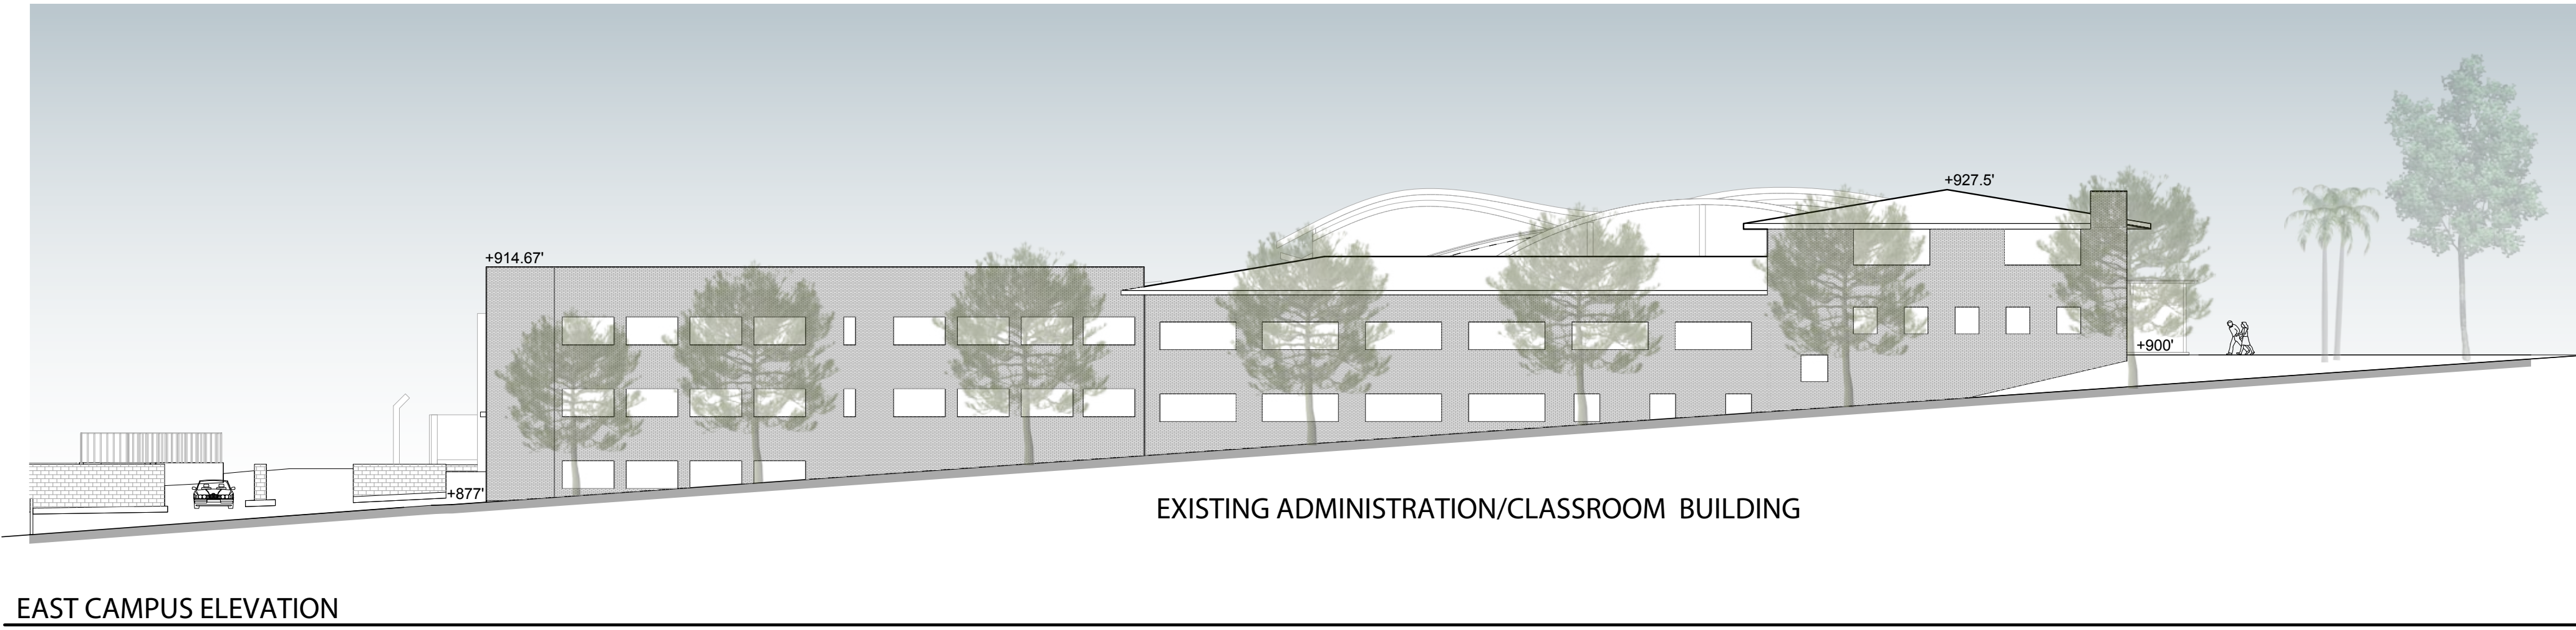 +927.5'
+914.67'
+900'
+877'
EXISTING ADMINISTRATION/CLASSROOM BUILDING
EAST CAMPUS ELEVATION